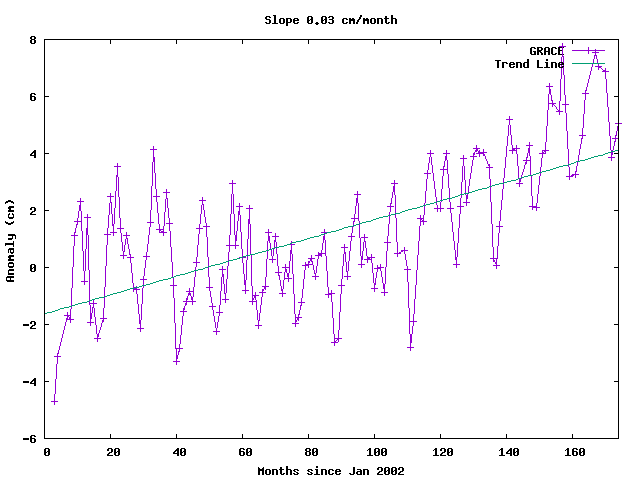 Slope 0.03 cm/month
8
GRACE
Trend Line
6
4
2
0
-2
-4
-6
Anomaly (cm)
0 20 40 60 80 100 120 140 160
Months since Jan 2002